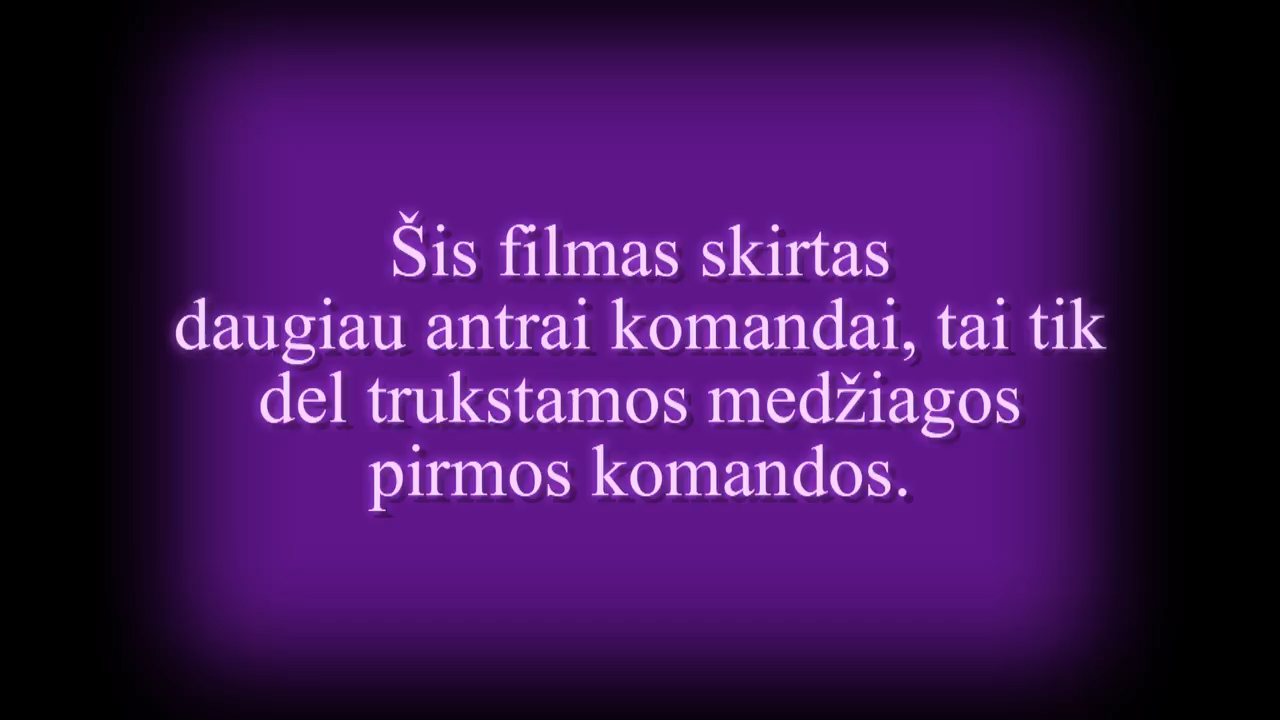 Šis filmas skirtas
daugiau antrai komandai, tai tik
del trukstamos medžiagos
pirmos komandos.